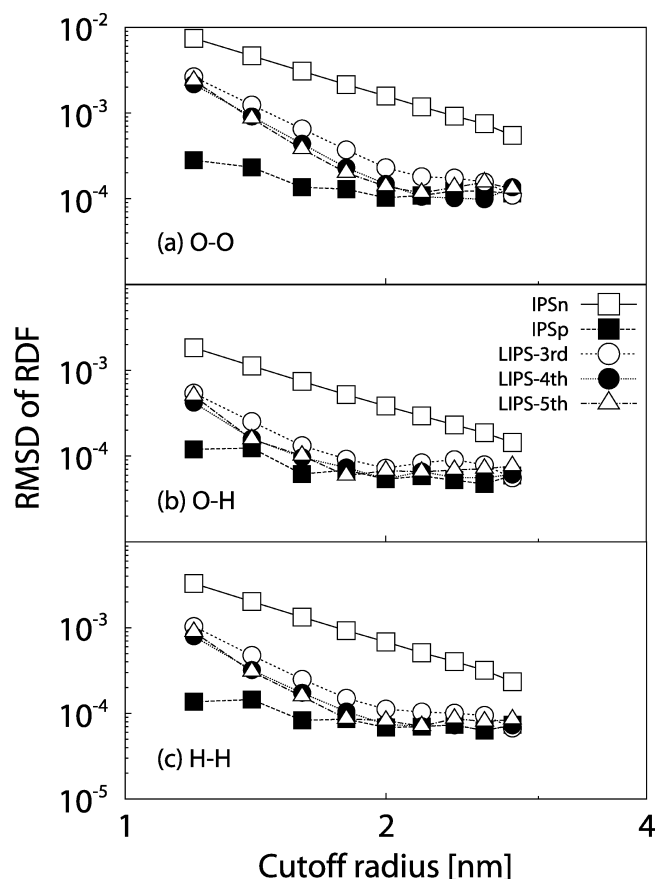 10-2
10-3
10-4
(a) O-O
IPSn
IPSp
LIPS-3rd
LIPS-4th
LIPS-5th
10-3
10-4
(b) O-H
RMSD of RDF
10-3
10-4
(c) H-H
10-5
1
2
4
Cutoff radius [nm]